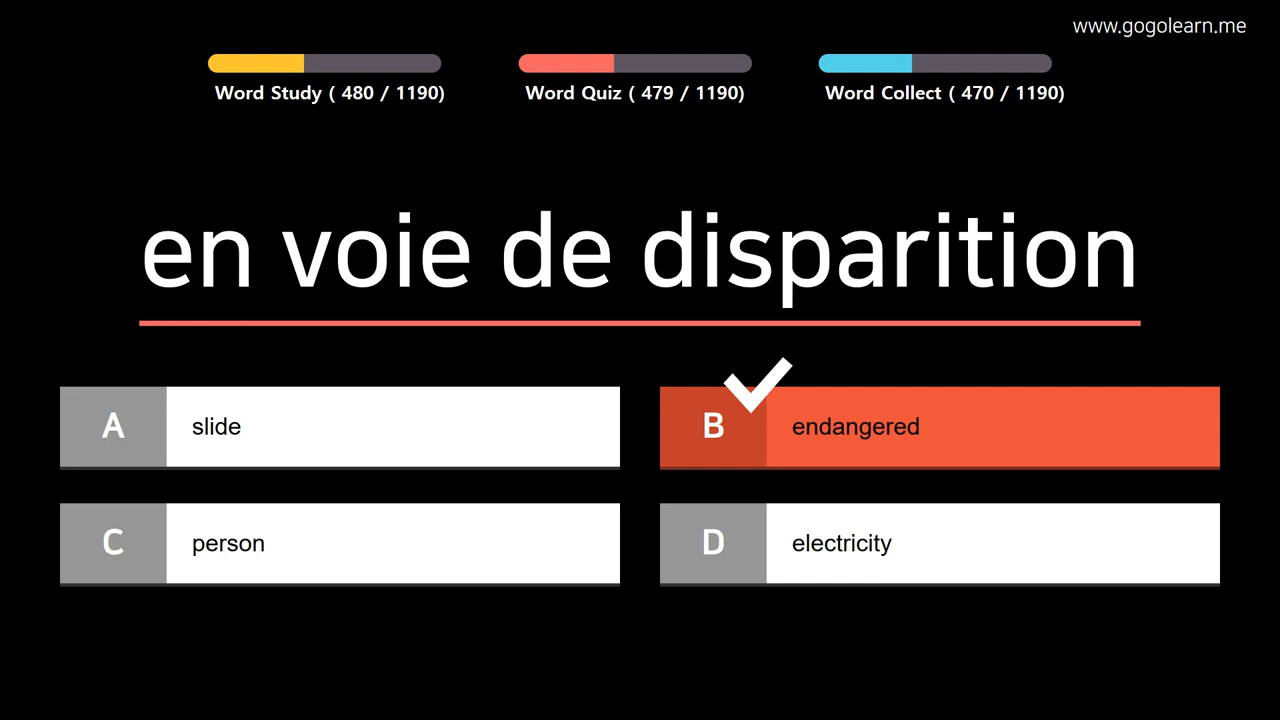 www.gogolearn.me
Word Study ( 480 / 1190)
Word Quiz ( 479 / 1190)
Word Collect ( 470 / 1190)
en voie de disparition
A slide
B endangered
C person
D electricity